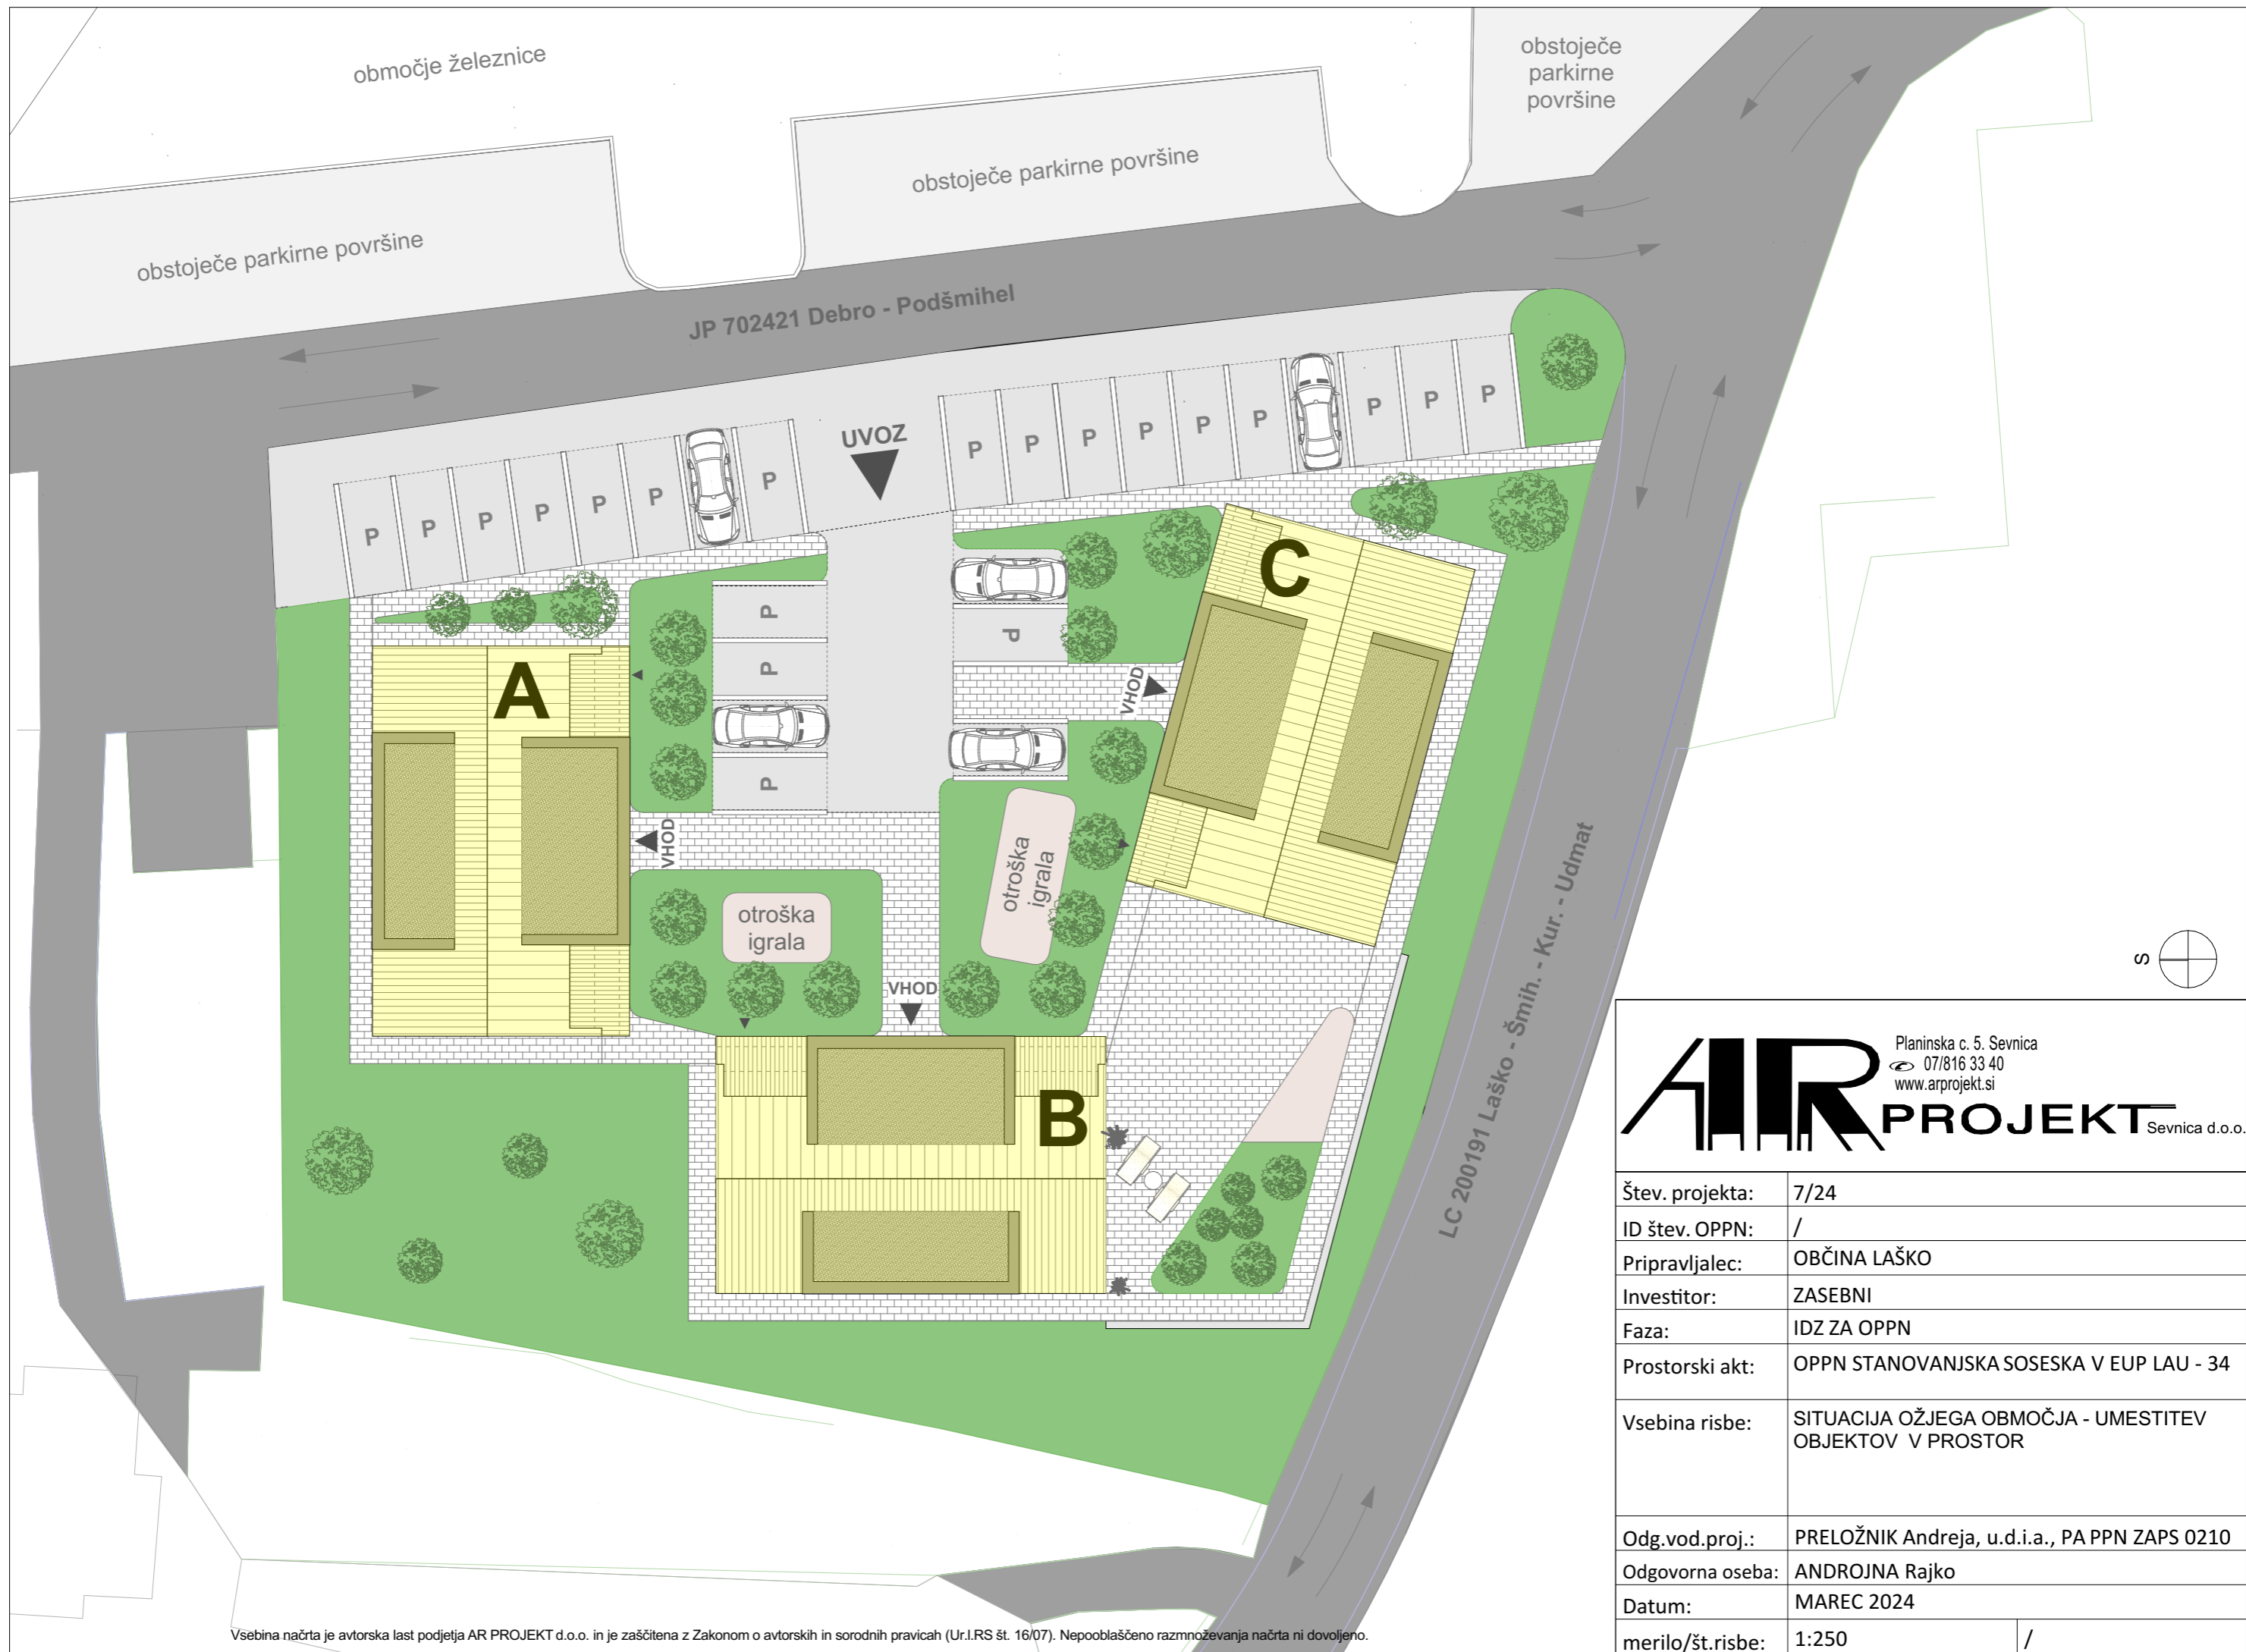 območje železnice
obstoječe
parkirne
površine
obstoječe parkirne površine
obstoječe parkirne površine
JP 702421 Debro - Podšmihel
UVOZ
P P P P P P P
P P P P P P P P P
P
P
P
P
A
C
B
VHOD
VHOD
VHOD
otroška
igrala
otroška
igrala
LC 200191 Laško - Šmih. - Kur. - Udmat
S
AR PROJEKT Sevnica d.o.o.
Planinska c. 5. Sevnica
07/816 33 40
www.arprojekt.si
Štev. projekta: 7/24
ID štev. OPPN: /
Pripravljalec: OBČINA LAŠKO
Investitor: ZASEBNI
Faza: IDZ ZA OPPN
Prostorski akt: OPPN STANOVANJSKA SOSESKA V EUP LAU - 34
Vsebina risbe: SITUACIJA OŽJEGA OBMOČJA - UMESTITEV
OBJEKTOV V PROSTOR
Odg.vod.proj.: PRELOŽNIK Andreja, u.d.i.a., PA PPN ZAPS 0210
Odgovorna oseba: ANDROJNA Rajko
Datum: MAREC 2024
merilo/št.risbe: 1:250 /
Vsebina načrta je avtorska last podjetja AR PROJEKT d.o.o. in je zaščitena z Zakonom o avtorskih in sorodnih pravicah (Ur.l.RS št. 16/07). Nepooblaščeno razmnoževanja načrta ni dovoljeno.